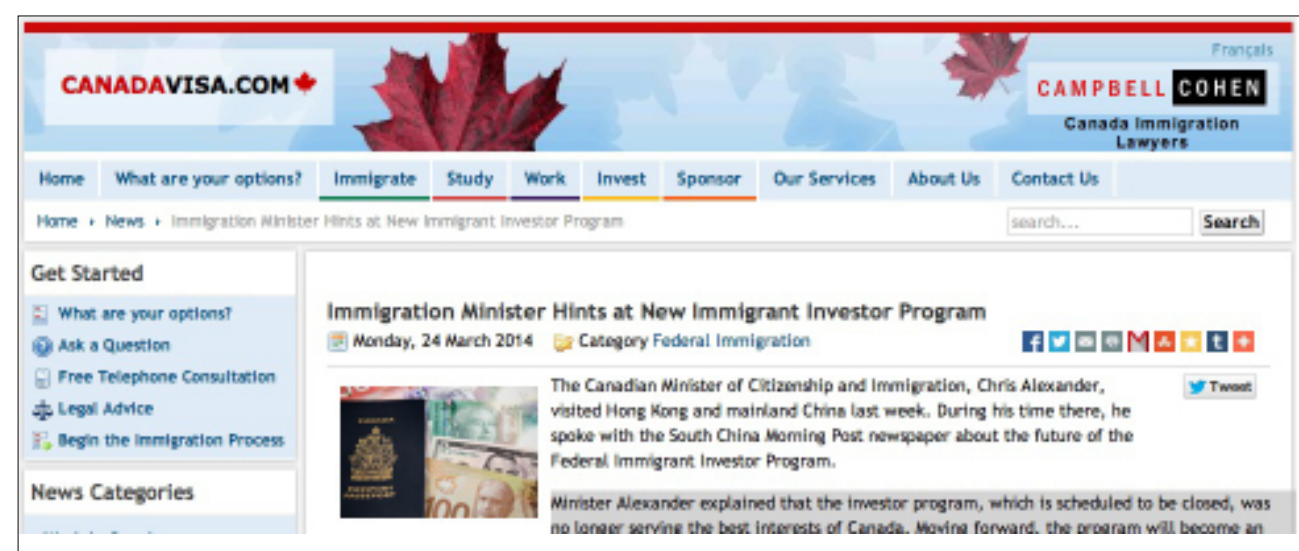 Français
CANADAVISA.COM
CAMPBELL COHEN
Canada Immigration
Lawyers
Home What are your options? Immigrate Study Work Invest Sponsor Our Services About Us Contact Us
Home News Immigration Minister Hints at New Immigrant Investor Program
search... Search
Get Started
What are your options?
Ask a Question
Free Telephone Consultation
Legal Advice
Begin the Immigration Process
News Categories
Immigration Minister Hints at New Immigrant Investor Program
Monday, 24 March 2014 Category Federal Immigration
Tweet
The Canadian Minister of Citizenship and Immigration, Chris Alexander,
visited Hong Kong and mainland China last week. During his time there, he
spoke with the South China Morning Post newspaper about the future of the
Federal Immigrant Investor Program.
Minister Alexander explained that the investor program, which is scheduled to be closed, was
no longer serving the best interests of Canada. Moving forward, the program will become an